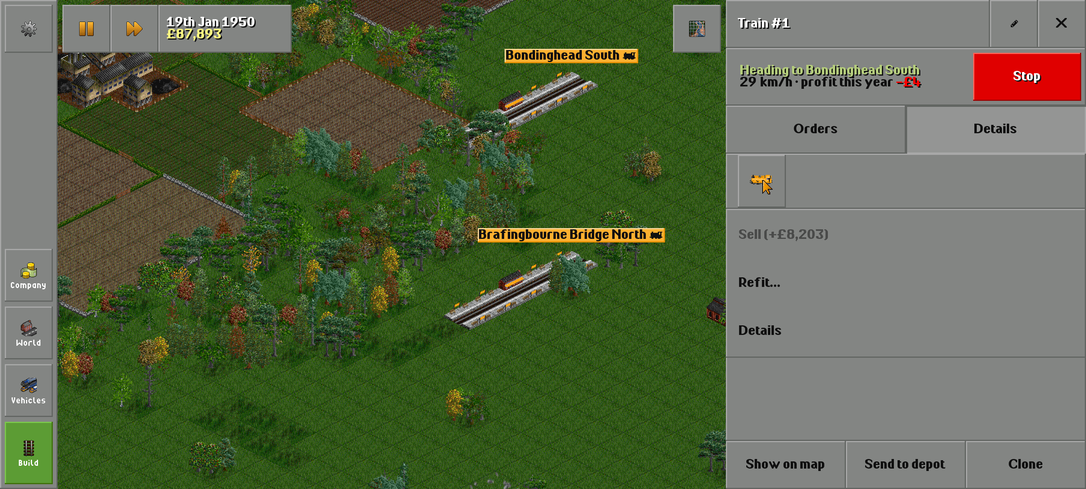 19th Jan 1950
£87,893
Company
World
Vehicles
Build
Bondinghead South
Brafingbourne Bridge North
Train #1
Heading to Bondinghead South
29 km/h · profit this year -£4
Stop
Orders
Details
Sell (+£8,203)
Refit...
Details
Show on map
Send to depot
Clone